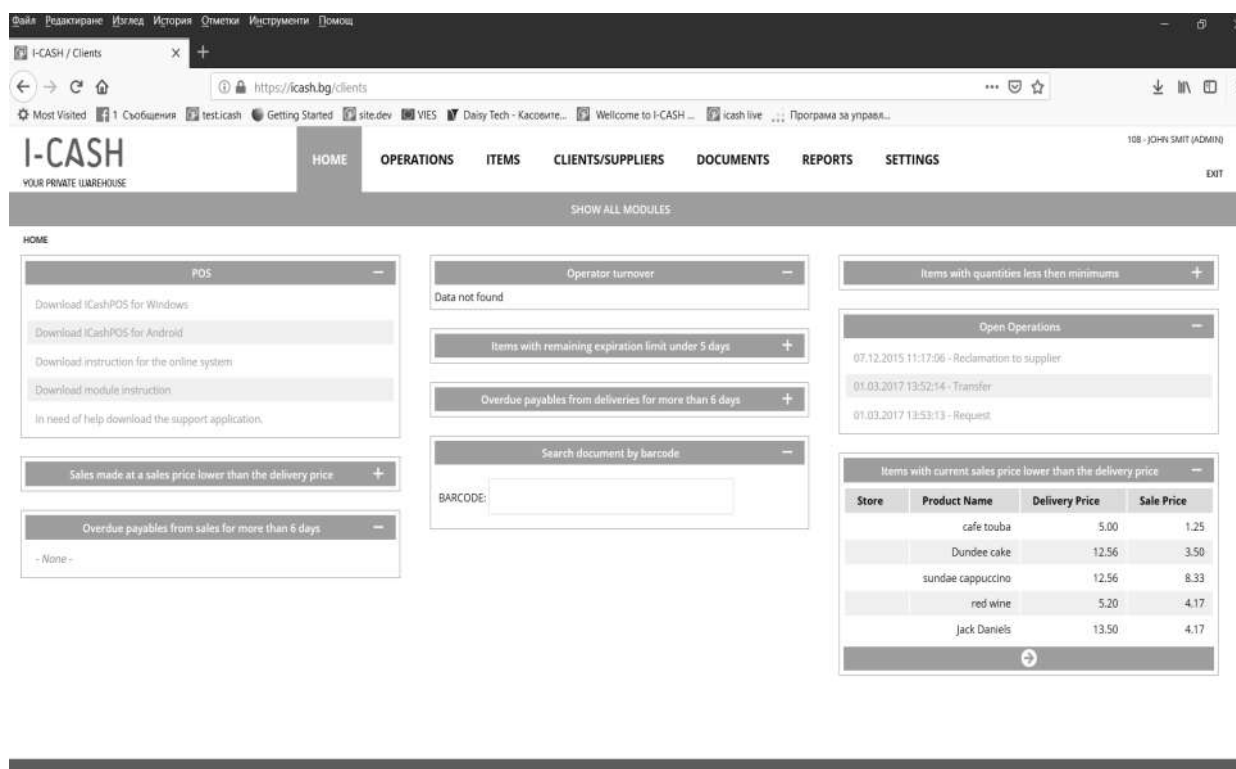 Файл Редактиране Изглед История Отметки Инструменти Помощ
I-CASH / Clients
https://icash.bg/clients
Most Visited 1 Съобщения test.icash Getting Started site.dev VIES Daisy Tech - Касовите... Wellcome to I-CASH ... icash live Програма за управл...
I-CASH
YOUR PRIVATE WAREHOUSE
HOME OPERATIONS ITEMS CLIENTS/SUPPLIERS DOCUMENTS REPORTS SETTINGS
108 - JOHN SMIT (ADMIN)
EXIT
SHOW ALL MODULES
HOME
POS
Download ICashPOS for Windows
Download ICashPOS for Android
Download instruction for the online system
Download module instruction
In need of help download the support application.
Sales made at a sales price lower than the delivery price
Overdue payables from sales for more than 6 days
- None -
Operator turnover
Data not found
Items with remaining expiration limit under 5 days
Overdue payables from deliveries for more than 6 days
Search document by barcode
BARCODE:
Items with quantities less then minimums
Open Operations
07.12.2015 11:17:06 - Reclamation to supplier
01.03.2017 13:52:14 - Transfer
01.03.2017 13:53:13 - Request
Items with current sales price lower than the delivery price
Store Product Name Delivery Price Sale Price
cafe touba 5.00 1.25
Dundee cake 12.56 3.50
sundae cappuccino 12.56 8.33
red wine 5.20 4.17
Jack Daniels 13.50 4.17